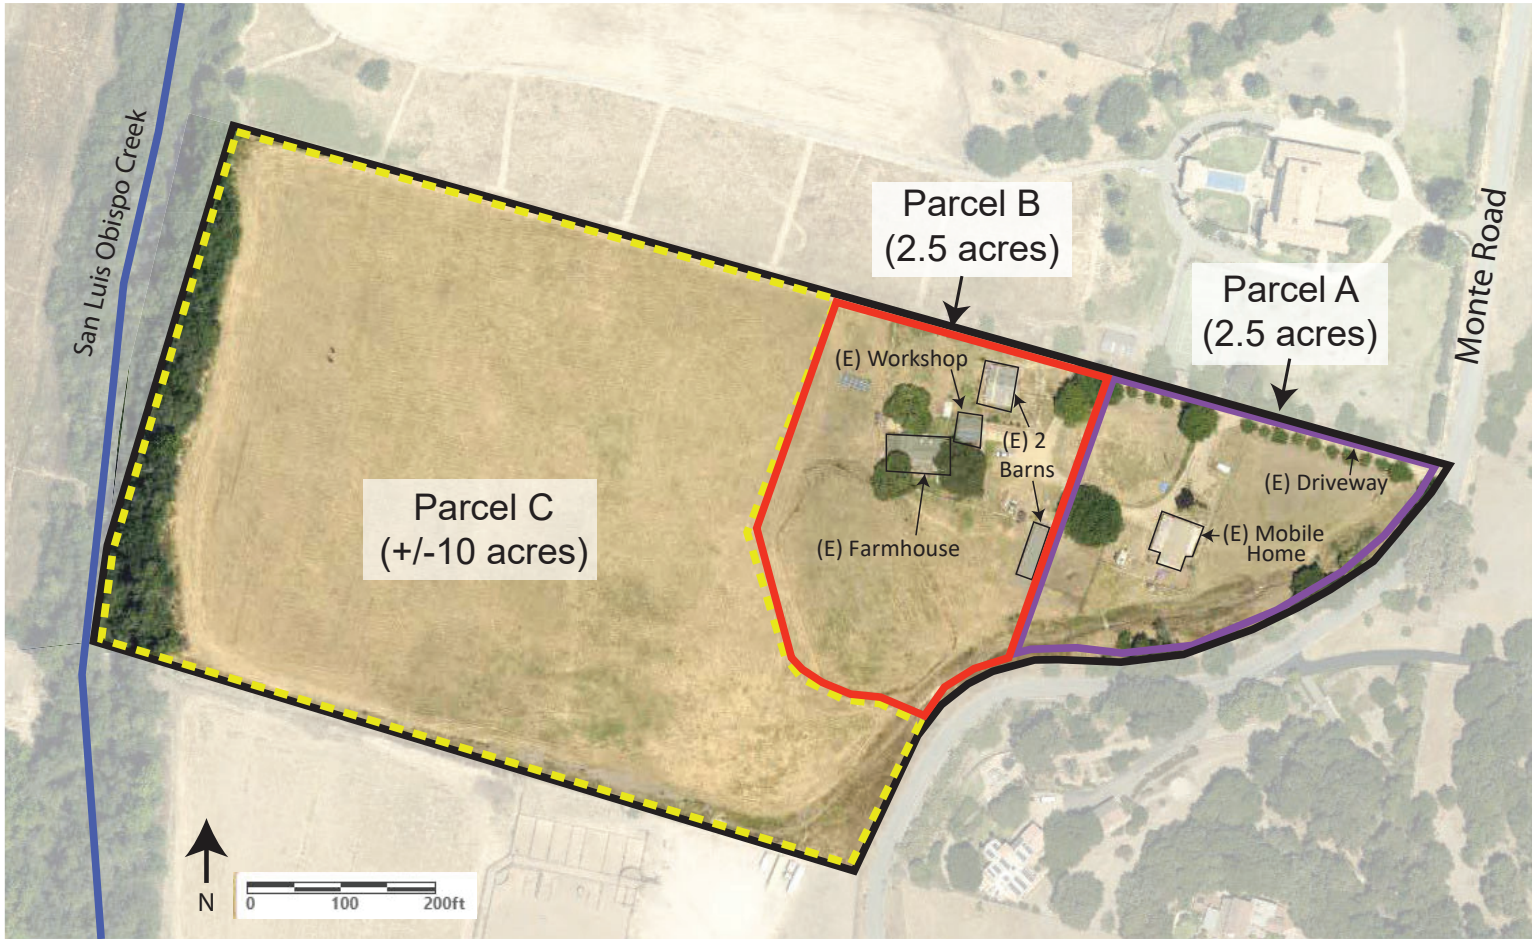 San Luis Obispo Creek
Parcel B
(2.5 acres)
Parcel A
(2.5 acres)
Monte Road
(E) Workshop
(E) 2
Barns
(E) Driveway
Parcel C
(+/-10 acres)
(E) Farmhouse
(E) Mobile
Home
N
0 100 200ft